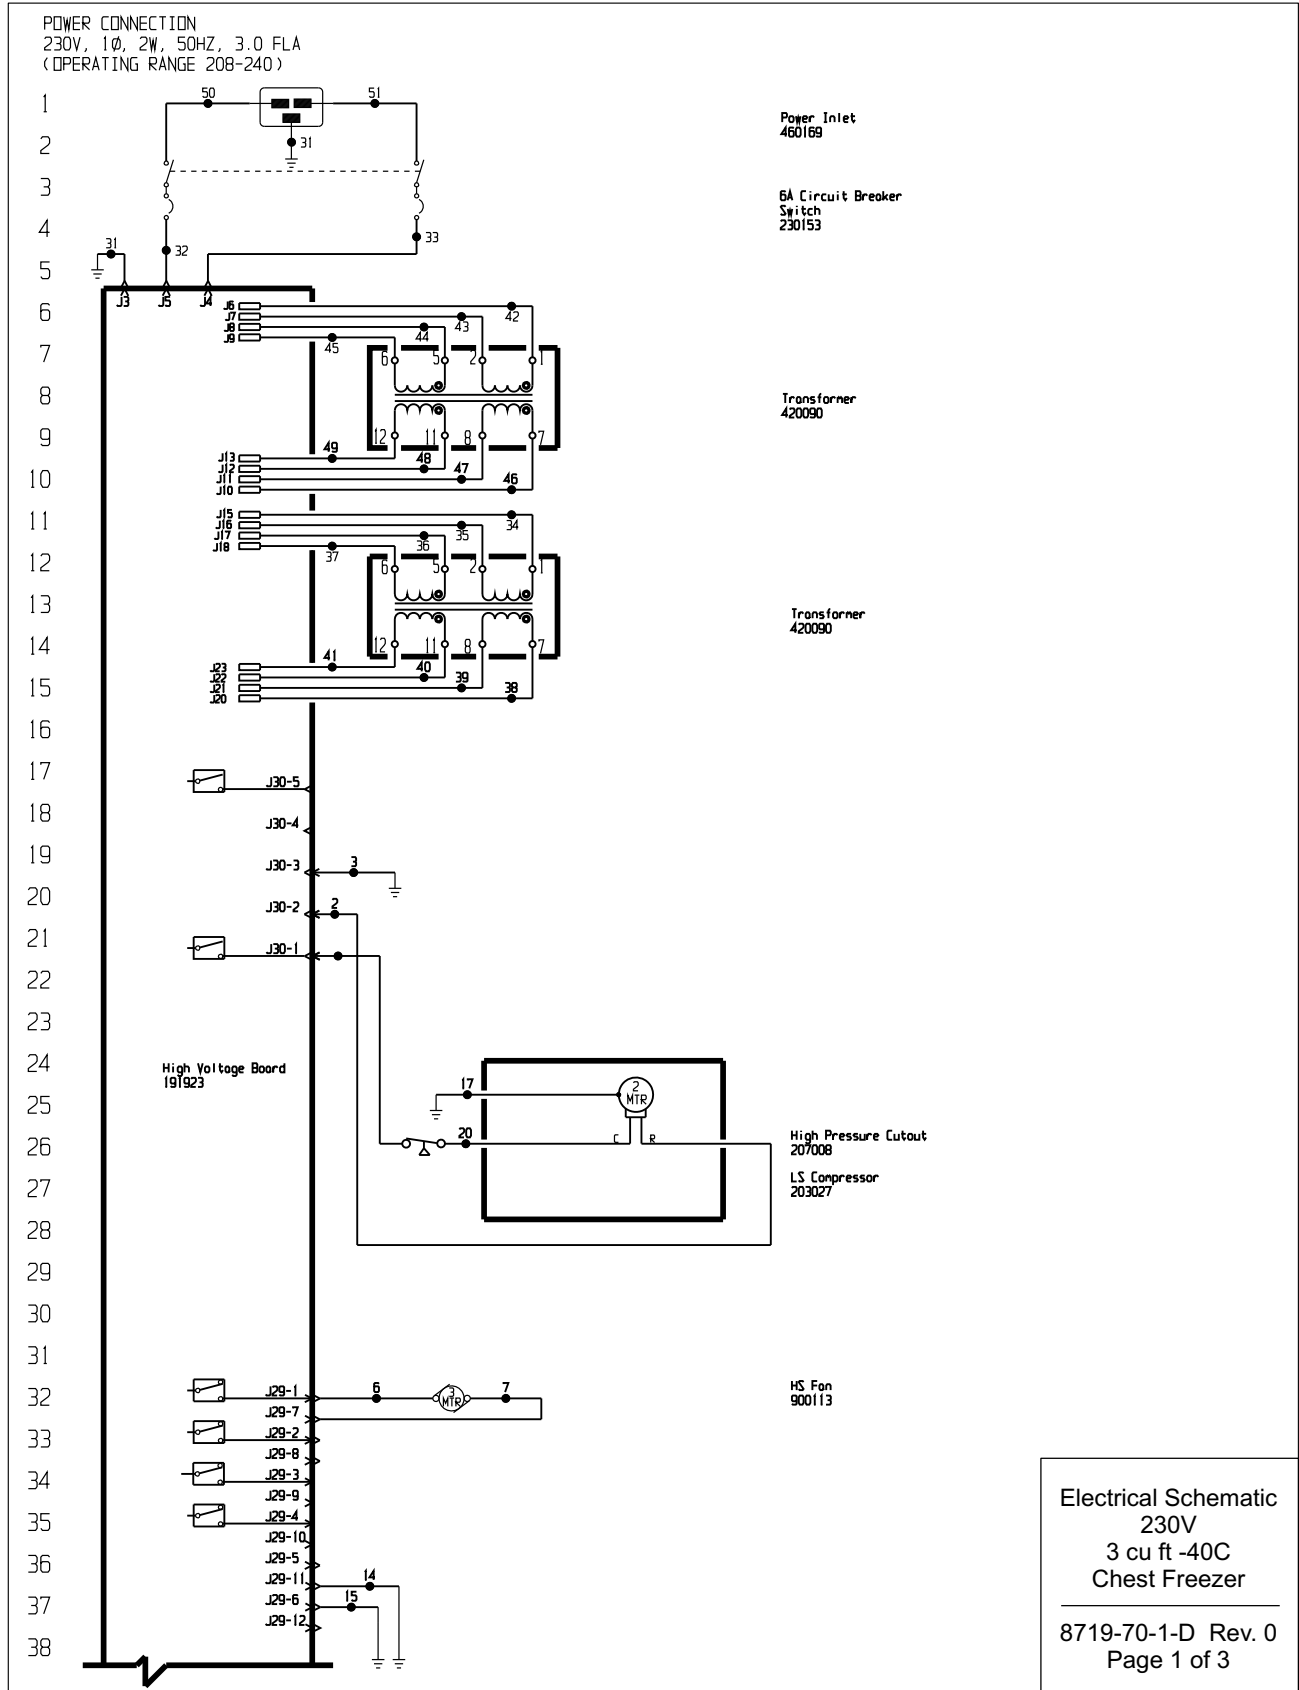 POWER CONNECTION
230V, 1Ø, 2W, 50HZ, 3.0 FLA
(OPERATING RANGE 208-240)
1
50
51
Power Inlet
460169
2
31
3
6A Circuit Breaker
Switch
230153
4
32
33
31
5
J3
J5
J4
6
J6
J7
J8
J9
42
43
44
45
7
6
5
2
1
8
Transformer
420090
9
12
11
8
7
49
48
47
46
10
J13
J12
J11
J10
11
J15
J16
J17
J18
34
35
36
37
12
6
5
2
1
13
Transformer
420090
14
12
11
8
7
41
40
39
38
15
J23
J22
J21
J20
16
17
J30-5
18
J30-4
19
J30-3
3
20
J30-2
2
21
J30-1
22
23
24
High Voltage Board
191923
17
2
MTR
25
26
20
C
R
High Pressure Cutout
207008
27
LS Compressor
203027
28
29
30
31
32
J29-1
6
3
MTR
7
HS Fan
900113
J29-7
33
J29-2
J29-8
34
J29-3
J29-9
35
J29-4
J29-10
36
J29-5
J29-11
14
37
J29-6
15
J29-12
38
Electrical Schematic
230V
3 cu ft -40C
Chest Freezer
8719-70-1-D Rev. 0
Page 1 of 3